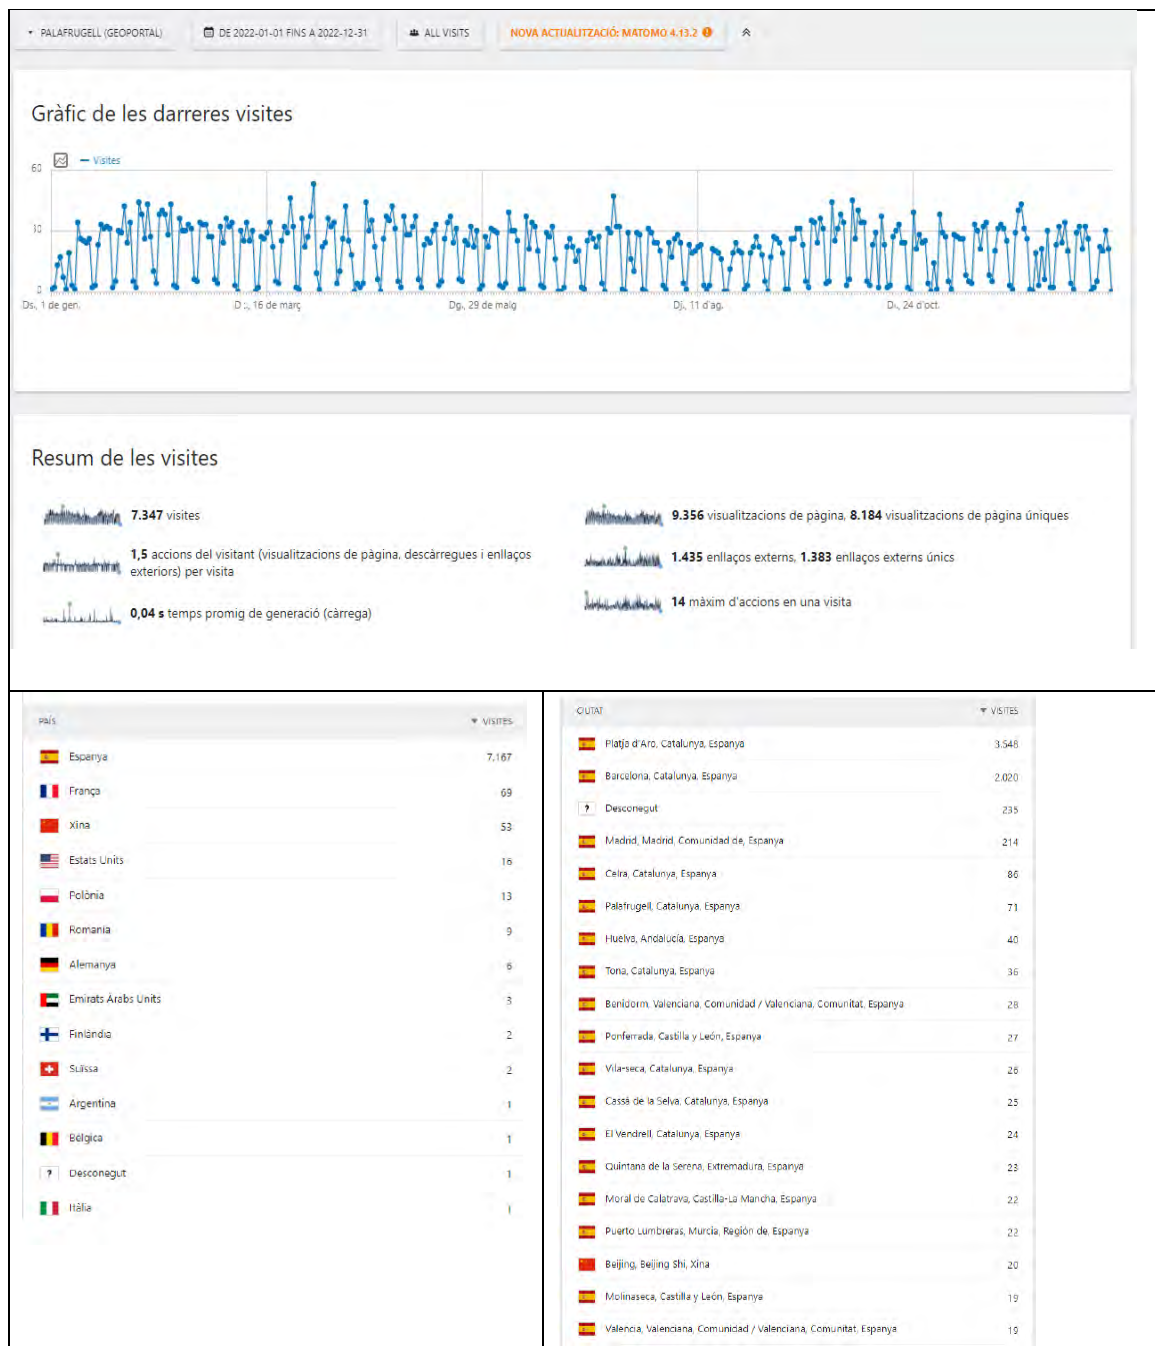 PALAFRUGELL (GEOPORTAL)
DE 2022-01-01 FINS A 2022-12-31
ALL VISITS
NOVA ACTUALITZACIÓ: MATOMO 4.13.2
Gràfic de les darreres visites
Visites
60
30
0
Ds., 1 de gen.
16 de març
Dg., 29 de maig
Dj., 11 d'ag.
24 d'oct.
Resum de les visites
7.347 visites
1,5 accions del visitant (visualitzacions de pàgina, descàrregues i enllaços
exteriors) per visita
0,04 s temps promig de generació (càrrega)
9.356 visualitzacions de pàgina, 8.184 visualitzacions de pàgina úniques
1.435 enllaços externs, 1.383 enllaços externs únics
14 màxim d'accions en una visita
PAÍS VISITES
Espanya 7.167
França 69
Xina 53
Estats Units 16
Polònia 13
Romania 9
Alemanya 6
Emirats Àrabs Units 3
Finlàndia 2
Suïssa 2
Argentina 1
Bèlgica 1
? Desconegut 1
Itàlia 1
CIUTAT VISITES
Platja d'Aro, Catalunya, Espanya 3.548
Barcelona, Catalunya, Espanya 2.020
? Desconegut 235
Madrid, Madrid, Comunidad de, Espanya 214
Celra, Catalunya, Espanya 86
Palafrugell, Catalunya, Espanya 71
Huelva, Andalucía, Espanya 40
Tona, Catalunya, Espanya 36
Benidorm, Valenciana, Comunidad / Valenciana, Comunitat, Espanya 28
Ponferrada, Castilla y León, Espanya 27
Vila-seca, Catalunya, Espanya 26
Cassà de la Selva, Catalunya, Espanya 25
El Vendrell, Catalunya, Espanya 24
Quintana de la Serena, Extremadura, Espanya 23
Moral de Calatrava, Castilla-La Mancha, Espanya 22
Puerto Lumbreras, Murcia, Región de, Espanya 22
Beijing, Beijing Shi, Xina 20
Molinaseca, Castilla y León, Espanya 19
Valencia, Valenciana, Comunidad / Valenciana, Comunitat, Espanya 19